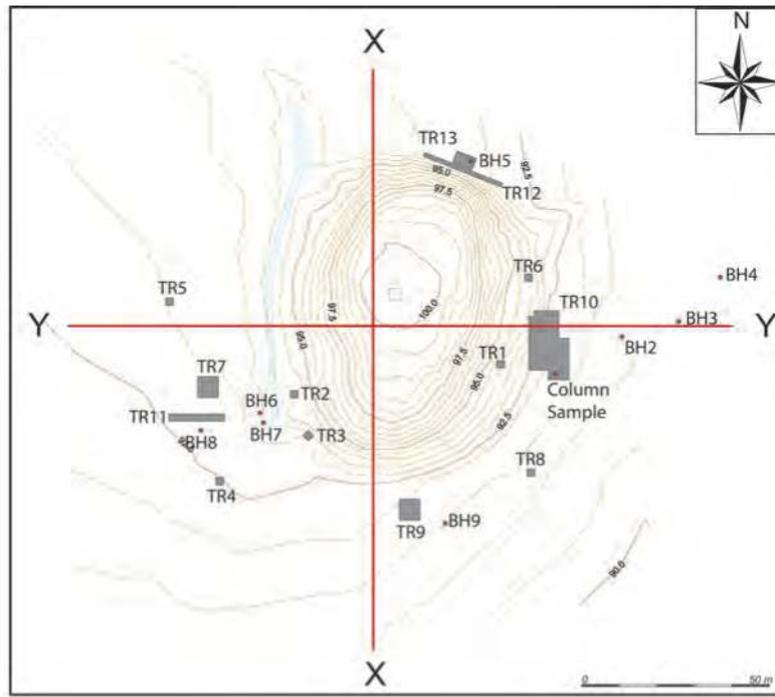 N
X
TR13
BH5
95.0
TR12
92.5
97.5
TR6
BH4
TR5
100.0
TR10
Y
97.5
BH3
Y
BH2
95.0
97.5
TR1
TR7
95.0
Column
Sample
TR2
BH6
TR11
92.5
BH7
TR3
BH8
TR8
TR4
TR9
BH9
90.0
X
0
50 m